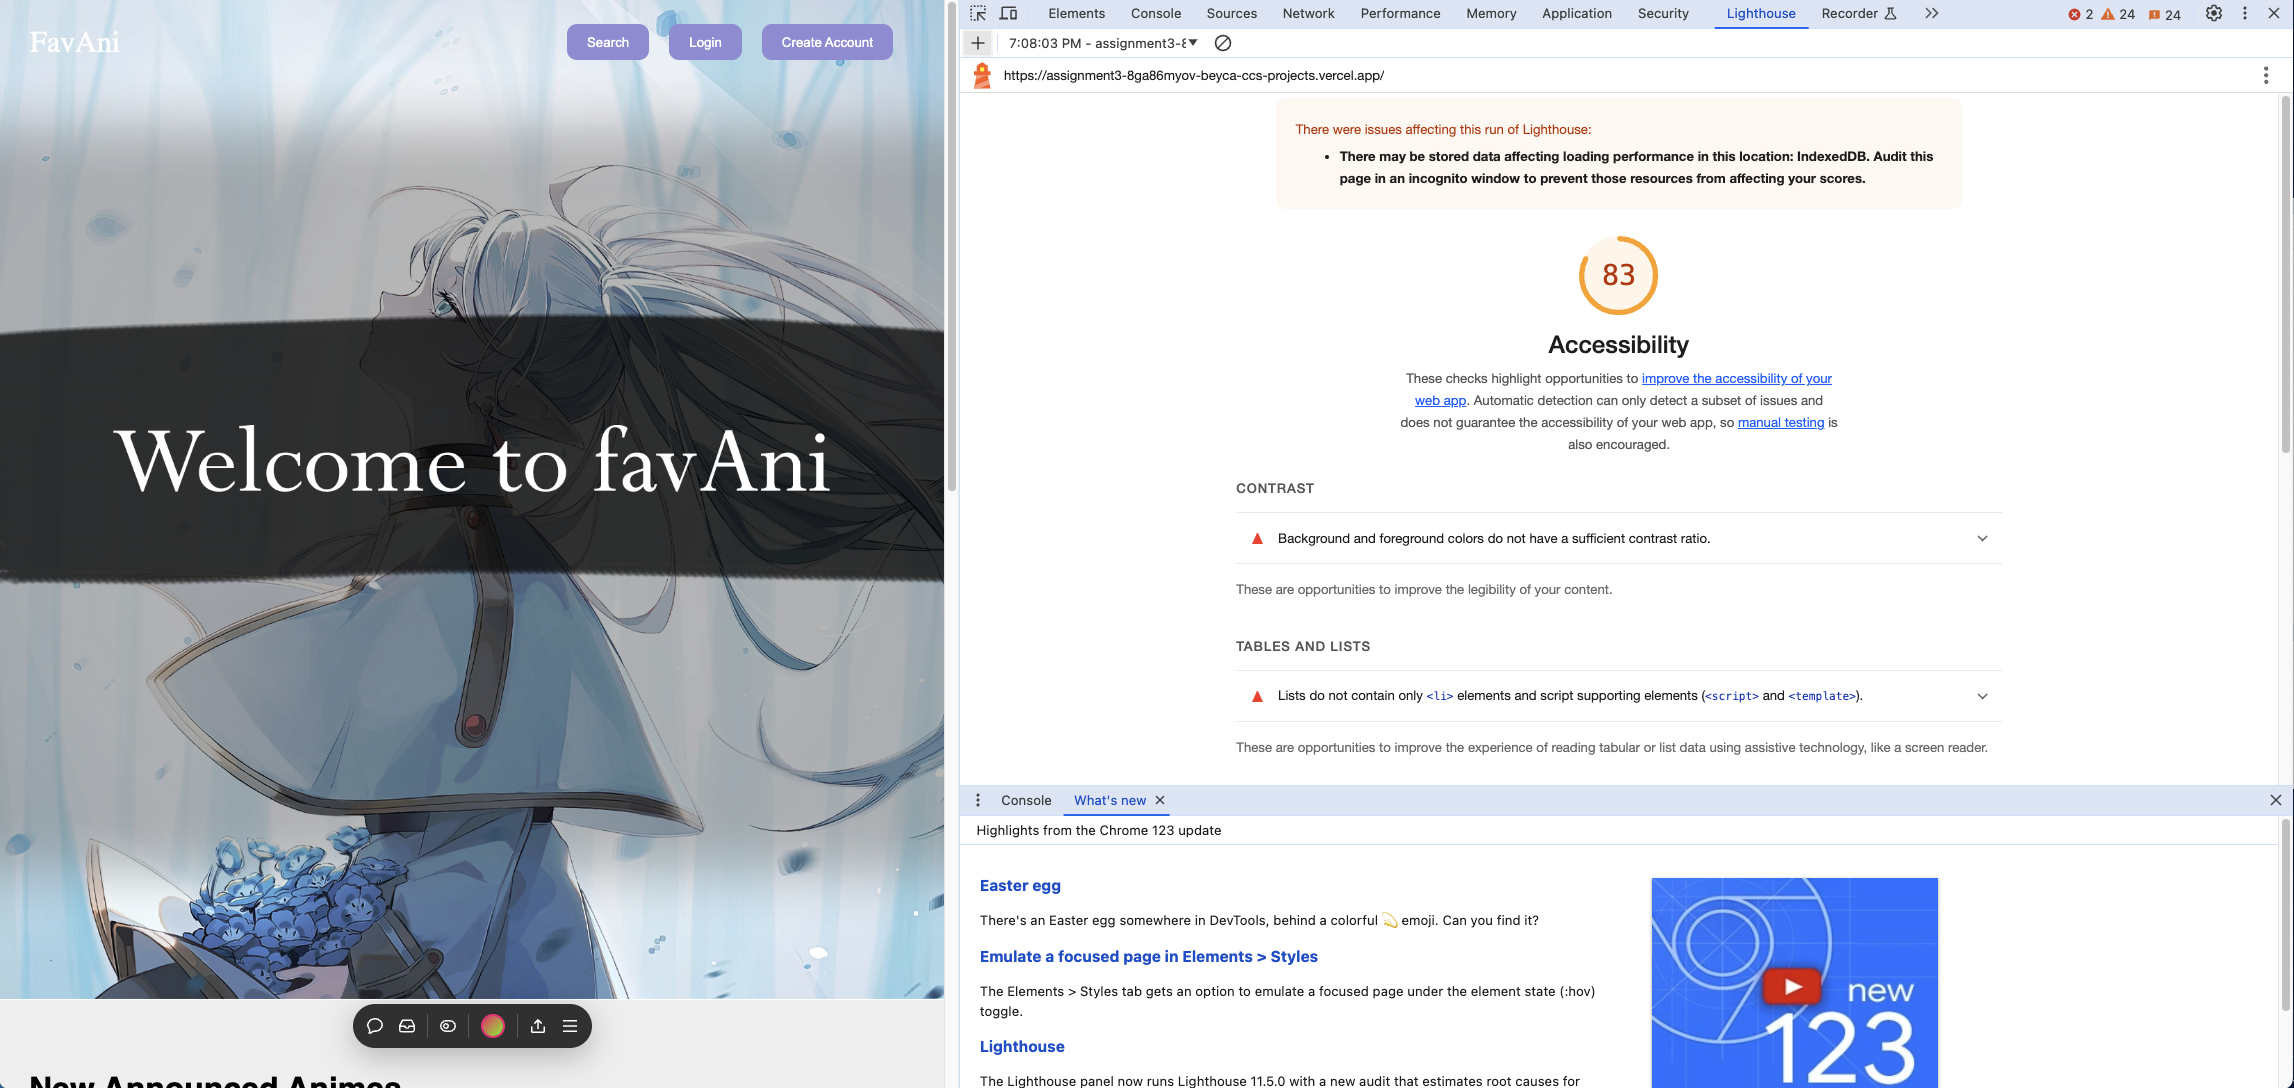 FavAni
Search
Login
Create Account
Welcome to favAni
New Announced Animes
Elements
Console
Sources
Network
Performance
Memory
Application
Security
Lighthouse
Recorder
2
24
24
7:08:03 PM - assignment3-8
https://assignment3-8ga86myov-beyca-ccs-projects.vercel.app/
There were issues affecting this run of Lighthouse:
• There may be stored data affecting loading performance in this location: IndexedDB. Audit this
page in an incognito window to prevent those resources from affecting your scores.
83
Accessibility
These checks highlight opportunities to improve the accessibility of your
web app. Automatic detection can only detect a subset of issues and
does not guarantee the accessibility of your web app, so manual testing is
also encouraged.
CONTRAST
Background and foreground colors do not have a sufficient contrast ratio.
These are opportunities to improve the legibility of your content.
TABLES AND LISTS
Lists do not contain only <li> elements and script supporting elements (<script> and <template>).
These are opportunities to improve the experience of reading tabular or list data using assistive technology, like a screen reader.
Console
What's new
Highlights from the Chrome 123 update
Easter egg
There's an Easter egg somewhere in DevTools, behind a colorful 💫 emoji. Can you find it?
Emulate a focused page in Elements > Styles
The Elements > Styles tab gets an option to emulate a focused page under the element state (:hov)
toggle.
Lighthouse
The Lighthouse panel now runs Lighthouse 11.5.0 with a new audit that estimates root causes for
new
123